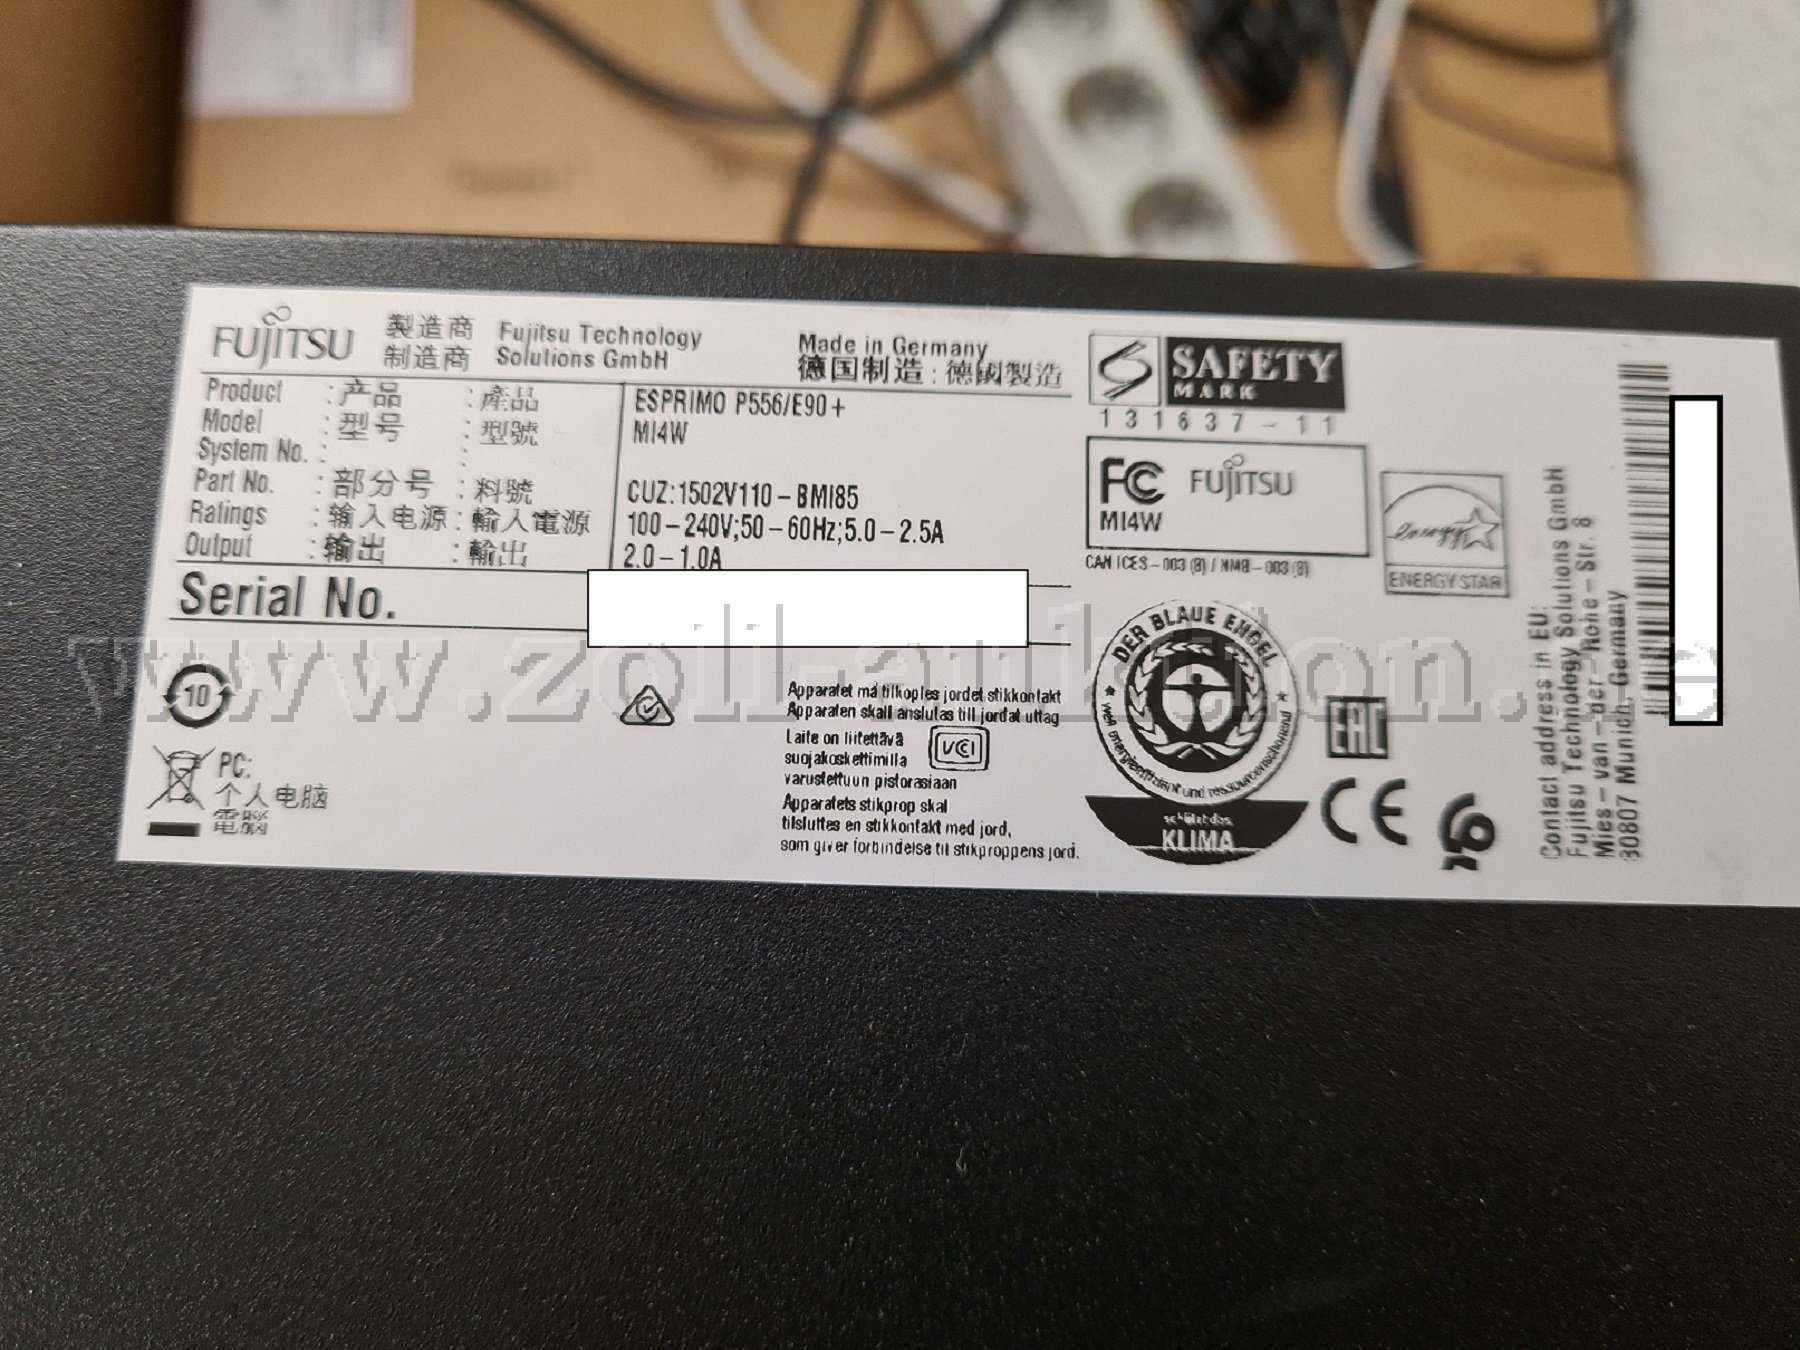 FUJITSU 製造商 Fujitsu Technology Made in Germany
制造商 Solutions GmbH 德国制造 : 德國製造
Product : 产品 : 產品 ESPRIMO P556/E90+
Model : 型号 : 型號 MI4W
System No. : :
Part No. : 部分号 : 料號 CUZ:1502V110-BMI85
Ratings : 输入电源 : 輸入電源 100-240V;50-60Hz;5.0-2.5A
Output : 输出 : 輸出 2.0-1.0A
Serial No.
SAFETY
MARK
131637-11
FC FUJITSU
MI4W
CAN ICES-003 (B) / NMB-003 (B)
energy
ENERGY STAR
www.zoll-auktion.de
10
PC:
个人电脑
電腦
Apparatet må tilkoples jordet stikkontakt
Apparaten skall anslutas till jordat uttag
Laite on liitettävä
suojakoskettimilla
varustettuun pistorasiaan
VCCI
Apparatets stikprop skal
tilsluttes en stikkontakt med jord,
som giver forbindelse til stikproppens jord.
DER BLAUE ENGEL
weil energieeffizient und ressourcenschonend
schützt das
KLIMA
EAC
CE
Contact address in EU:
Fujitsu Technology Solutions GmbH
Mies-van-der-Rohe-Str. 8
80807 Munich, Germany